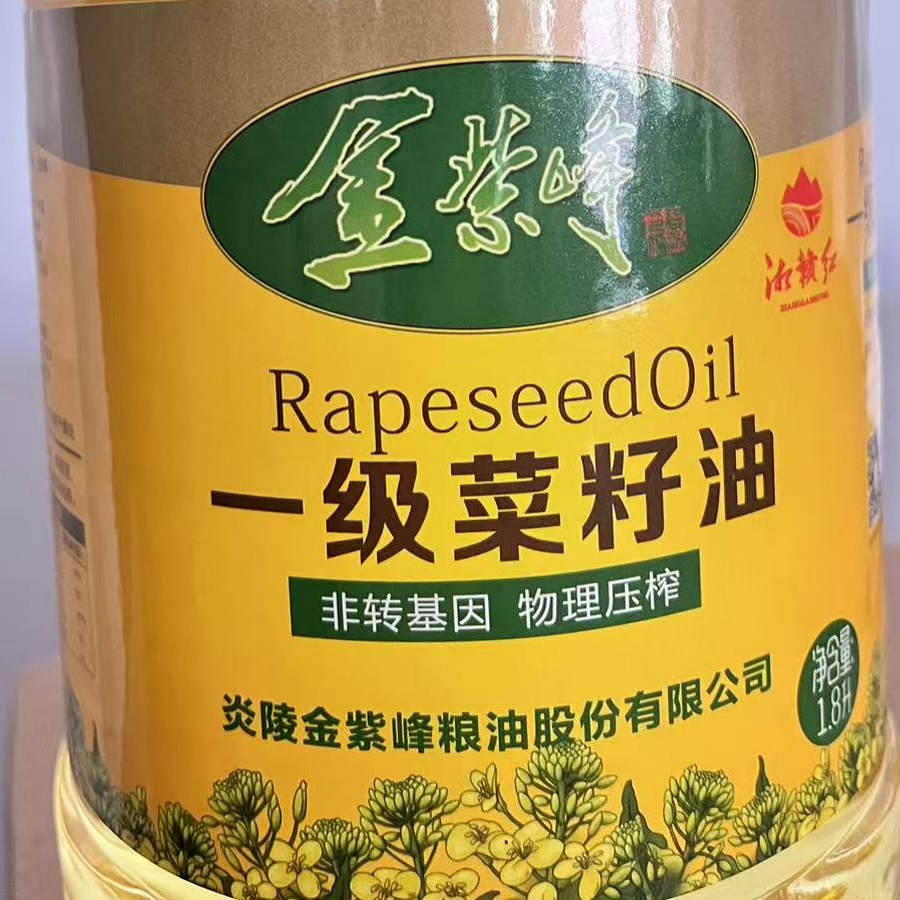 金紫峰
湘赣红
XIANGGANHONG
RapeseedOil
一级菜籽油
非转基因 物理压榨
炎陵金紫峰粮油股份有限公司
净含量
1.8升